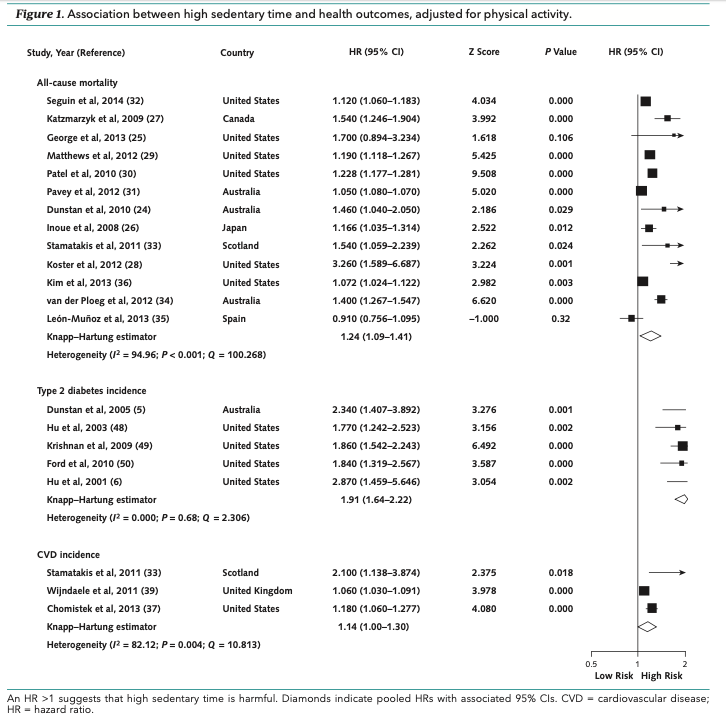 Figure 1. Association between high sedentary time and health outcomes, adjusted for physical activity.
Study, Year (Reference) Country HR (95% CI) Z Score P Value HR (95% CI)
All-cause mortality
Seguin et al, 2014 (32) United States 1.120 (1.060–1.183) 4.034 0.000
Katzmarzyk et al, 2009 (27) Canada 1.540 (1.246–1.904) 3.992 0.000
George et al, 2013 (25) United States 1.700 (0.894–3.234) 1.618 0.106
Matthews et al, 2012 (29) United States 1.190 (1.118–1.267) 5.425 0.000
Patel et al, 2010 (30) United States 1.228 (1.177–1.281) 9.508 0.000
Pavey et al, 2012 (31) Australia 1.050 (1.080–1.070) 5.020 0.000
Dunstan et al, 2010 (24) Australia 1.460 (1.040–2.050) 2.186 0.029
Inoue et al, 2008 (26) Japan 1.166 (1.035–1.314) 2.522 0.012
Stamatakis et al, 2011 (33) Scotland 1.540 (1.059–2.239) 2.262 0.024
Koster et al, 2012 (28) United States 3.260 (1.589–6.687) 3.224 0.001
Kim et al, 2013 (36) United States 1.072 (1.024–1.122) 2.982 0.003
van der Ploeg et al, 2012 (34) Australia 1.400 (1.267–1.547) 6.620 0.000
León-Muñoz et al, 2013 (35) Spain 0.910 (0.756–1.095) –1.000 0.32
Knapp–Hartung estimator 1.24 (1.09–1.41)
Heterogeneity (I² = 94.96; P < 0.001; Q = 100.268)
Type 2 diabetes incidence
Dunstan et al, 2005 (5) Australia 2.340 (1.407–3.892) 3.276 0.001
Hu et al, 2003 (48) United States 1.770 (1.242–2.523) 3.156 0.002
Krishnan et al, 2009 (49) United States 1.860 (1.542–2.243) 6.492 0.000
Ford et al, 2010 (50) United States 1.840 (1.319–2.567) 3.587 0.000
Hu et al, 2001 (6) United States 2.870 (1.459–5.646) 3.054 0.002
Knapp–Hartung estimator 1.91 (1.64–2.22)
Heterogeneity (I² = 0.000; P = 0.68; Q = 2.306)
CVD incidence
Stamatakis et al, 2011 (33) Scotland 2.100 (1.138–3.874) 2.375 0.018
Wijndaele et al, 2011 (39) United Kingdom 1.060 (1.030–1.091) 3.978 0.000
Chomistek et al, 2013 (37) United States 1.180 (1.060–1.277) 4.080 0.000
Knapp–Hartung estimator 1.14 (1.00–1.30)
Heterogeneity (I² = 82.12; P = 0.004; Q = 10.813)
0.5 1 2
Low Risk High Risk
An HR >1 suggests that high sedentary time is harmful. Diamonds indicate pooled HRs with associated 95% CIs. CVD = cardiovascular disease;
HR = hazard ratio.